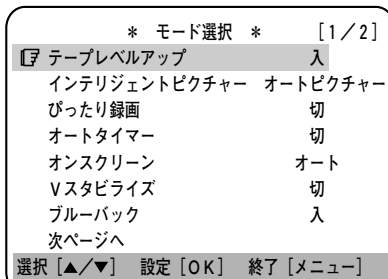 ＊ モード選択 ＊ [1／2]
テープレベルアップ 入
インテリジェントピクチャー オートピクチャー
ぴったり録画 切
オートタイマー 切
オンスクリーン オート
Vスタビライズ 切
ブルーバック 入
次ページへ
選択 [▲／▼] 設定 [OK] 終了 [メニュー]